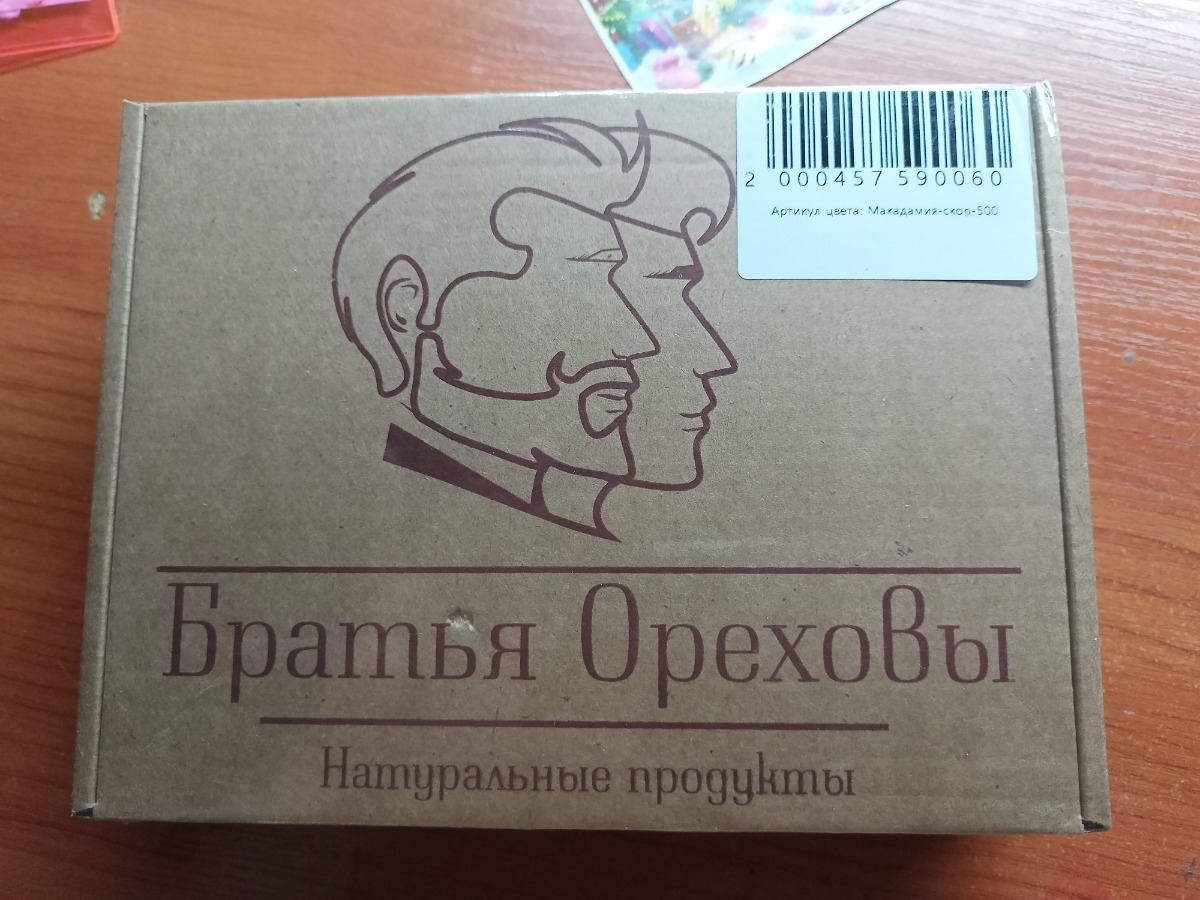 2 000457 590060
Артикул цвета: Макадамия-скор-500
Братья Ореховы
Натуральные продукты